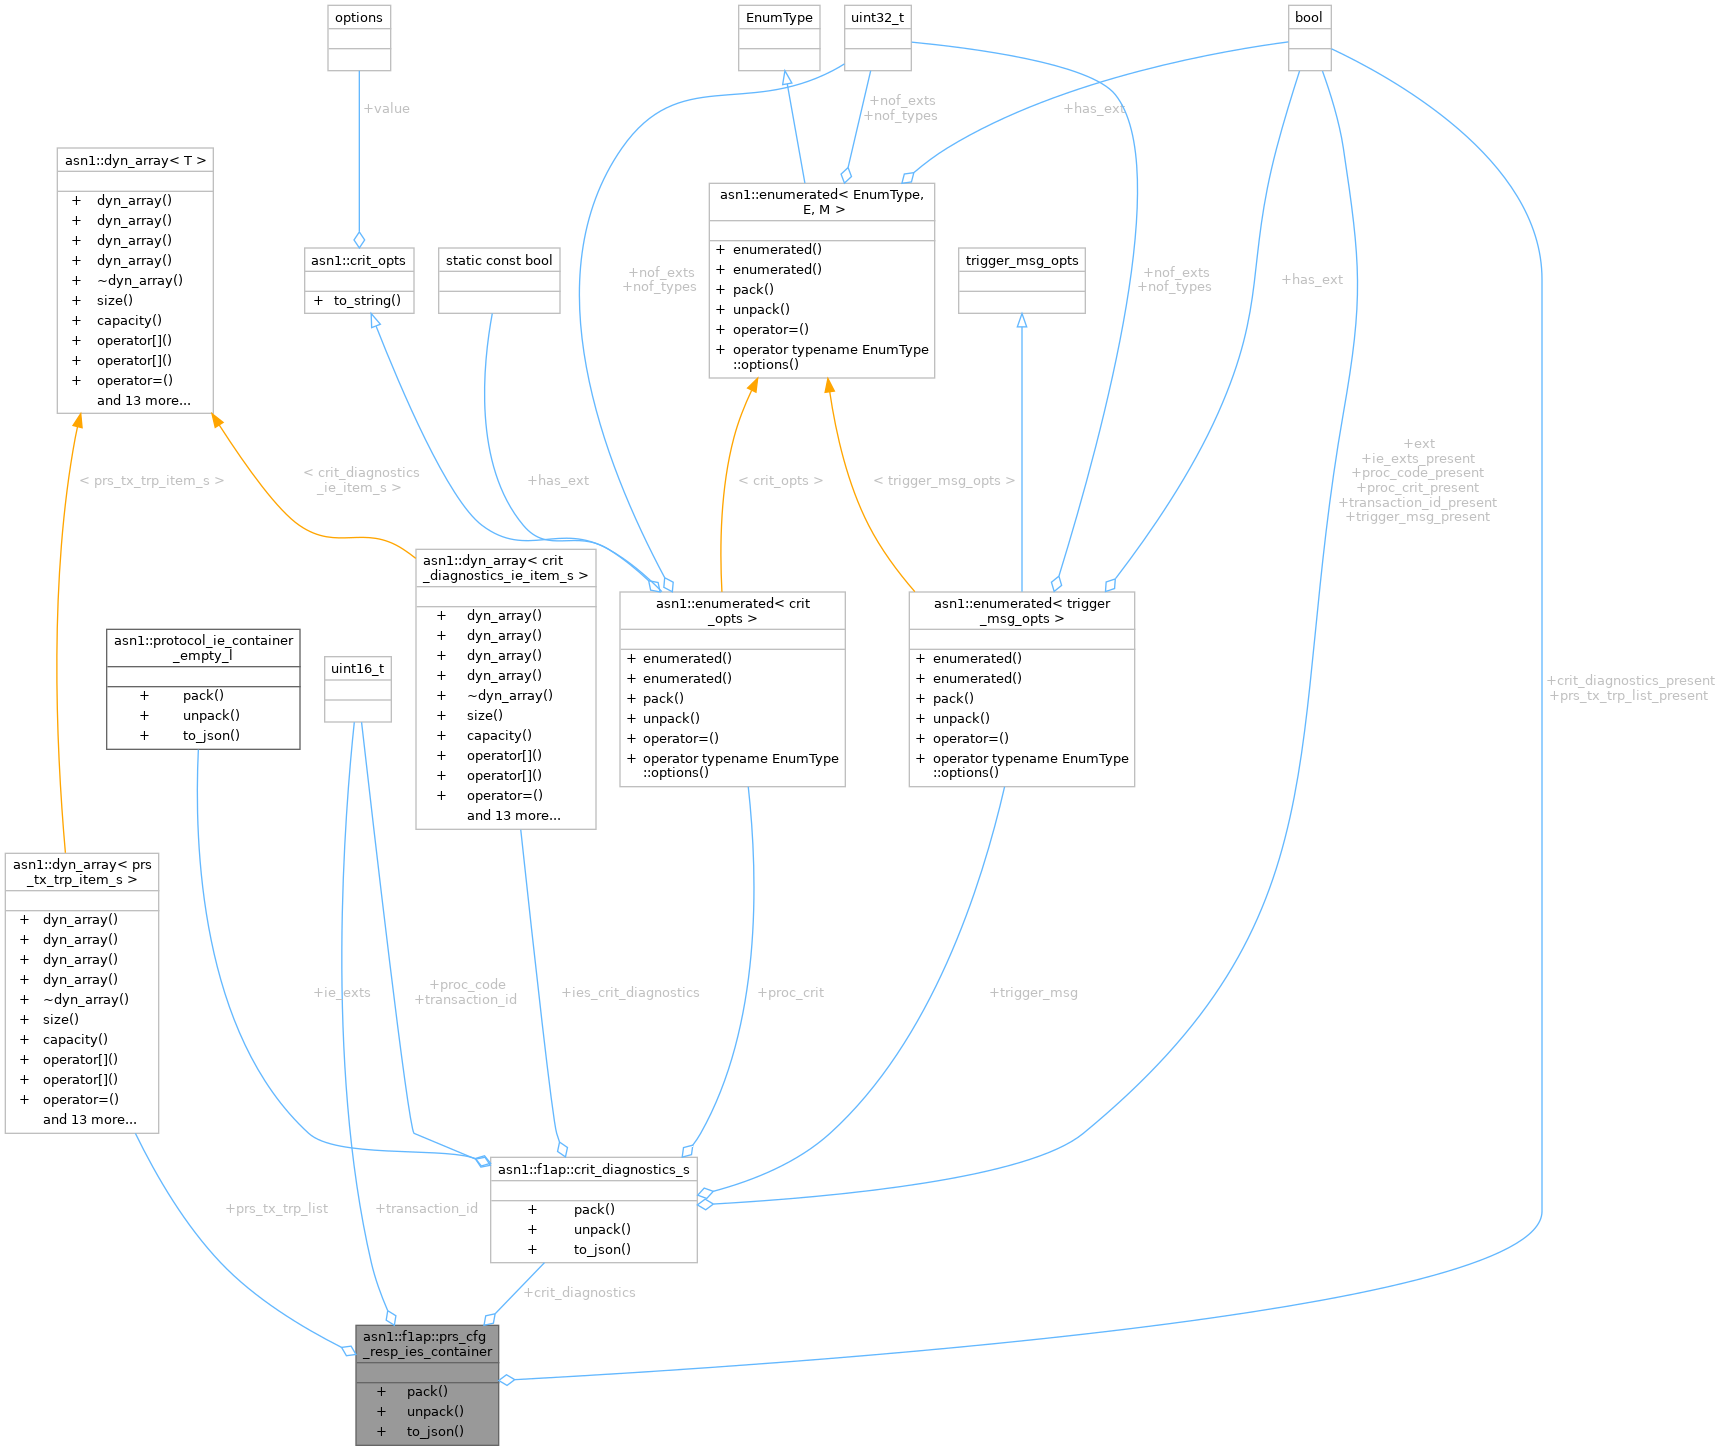 options
EnumType
uint32_t
bool
+value
+nof_exts
+nof_types
+has_ext
asn1::dyn_array< T >
+ dyn_array()
+ dyn_array()
+ dyn_array()
+ dyn_array()
+ ~dyn_array()
+ size()
+ capacity()
+ operator[]()
+ operator[]()
+ operator=()
and 13 more...
asn1::crit_opts
+ to_string()
static const bool
+nof_exts
+nof_types
asn1::enumerated< EnumType,
E, M >
+ enumerated()
+ enumerated()
+ pack()
+ unpack()
+ operator=()
+ operator typename EnumType
::options()
trigger_msg_opts
+nof_exts
+nof_types
+has_ext
< prs_tx_trp_item_s >
< crit_diagnostics
_ie_item_s >
+has_ext
< crit_opts >
< trigger_msg_opts >
+ext
+ie_exts_present
+proc_code_present
+proc_crit_present
+transaction_id_present
+trigger_msg_present
asn1::protocol_ie_container
_empty_l
+ pack()
+ unpack()
+ to_json()
uint16_t
asn1::dyn_array< crit
_diagnostics_ie_item_s >
+ dyn_array()
+ dyn_array()
+ dyn_array()
+ dyn_array()
+ ~dyn_array()
+ size()
+ capacity()
+ operator[]()
+ operator[]()
+ operator=()
and 13 more...
asn1::enumerated< crit
_opts >
+ enumerated()
+ enumerated()
+ pack()
+ unpack()
+ operator=()
+ operator typename EnumType
::options()
asn1::enumerated< trigger
_msg_opts >
+ enumerated()
+ enumerated()
+ pack()
+ unpack()
+ operator=()
+ operator typename EnumType
::options()
+crit_diagnostics_present
+prs_tx_trp_list_present
asn1::dyn_array< prs
_tx_trp_item_s >
+ dyn_array()
+ dyn_array()
+ dyn_array()
+ dyn_array()
+ ~dyn_array()
+ size()
+ capacity()
+ operator[]()
+ operator[]()
+ operator=()
and 13 more...
+ie_exts
+proc_code
+transaction_id
+ies_crit_diagnostics
+proc_crit
+trigger_msg
+prs_tx_trp_list
+transaction_id
asn1::f1ap::crit_diagnostics_s
+ pack()
+ unpack()
+ to_json()
+crit_diagnostics
asn1::f1ap::prs_cfg
_resp_ies_container
+ pack()
+ unpack()
+ to_json()